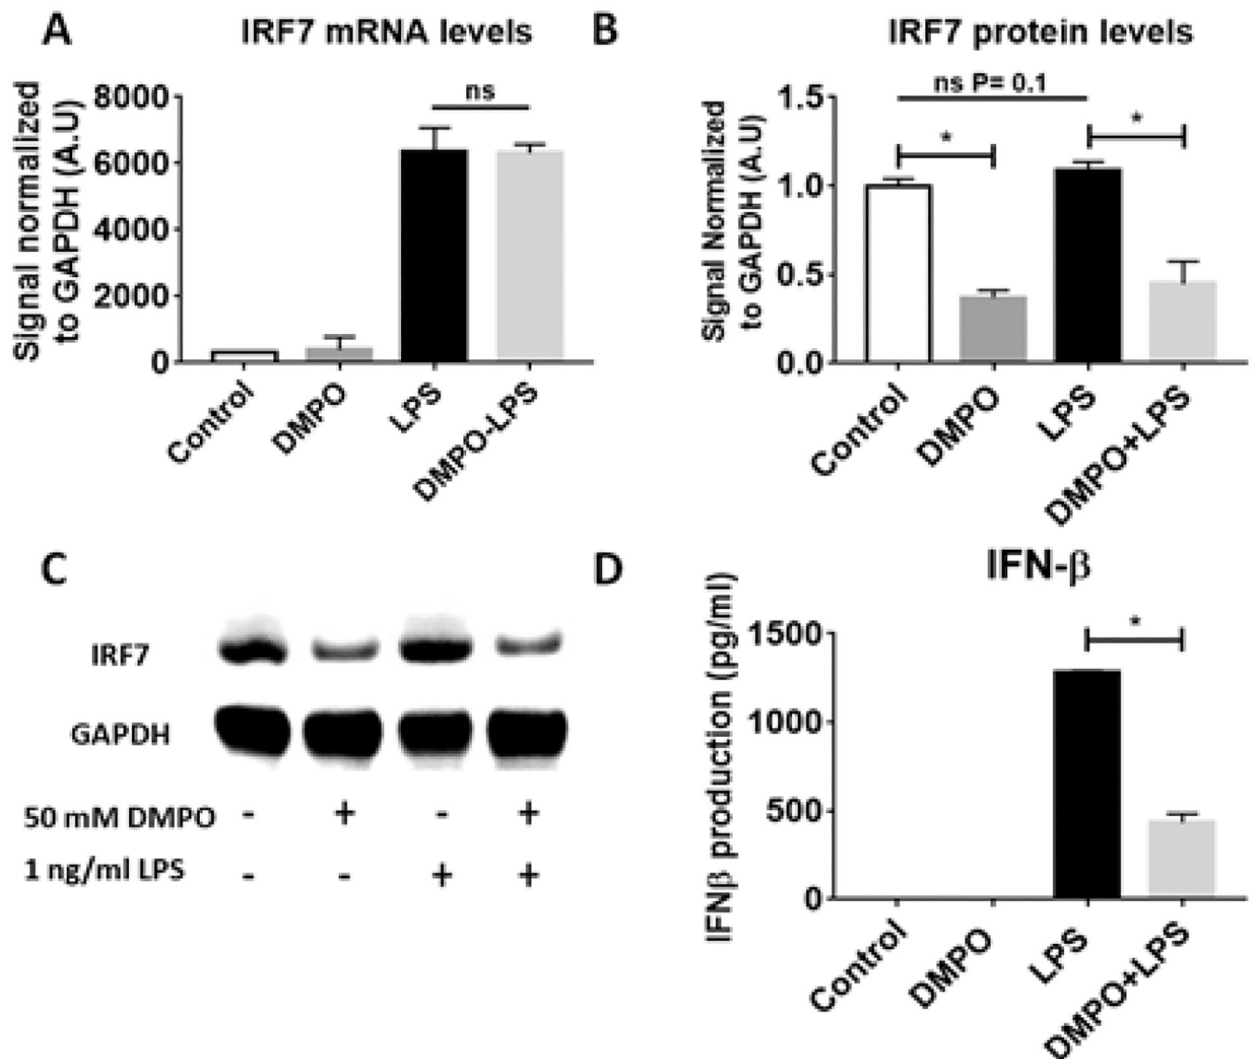 A
IRF7 mRNA levels
Signal normalized
to GAPDH (A.U)
8000
6000
4000
2000
0
ns
Control
DMPO
LPS
DMPO-LPS
B
IRF7 protein levels
Signal Normalized
to GAPDH (A.U)
1.5
1.0
0.5
0.0
ns P= 0.1
*
*
Control
DMPO
LPS
DMPO+LPS
C
IRF7
GAPDH
50 mM DMPO - + - +
1 ng/ml LPS - - + +
D
IFN-β
IFNβ production (pg/ml)
1500
1000
500
0
*
Control
DMPO
LPS
DMPO+LPS